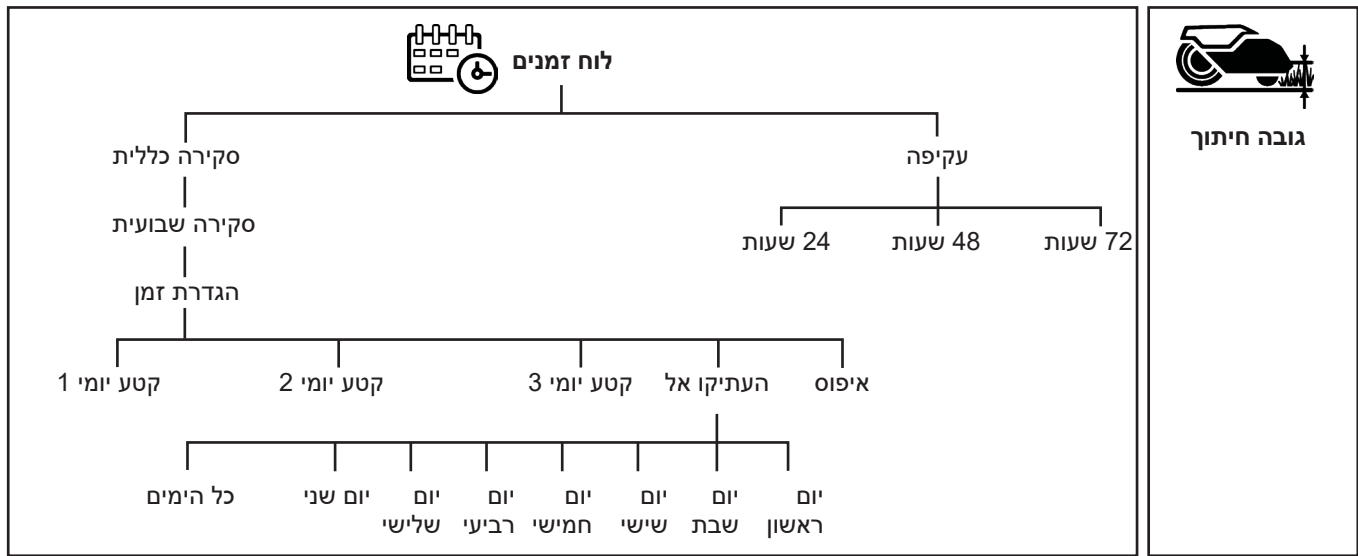 לוח זמנים
סקירה כללית
עקיפה
סקירה שבועית
24 שעות
48 שעות
72 שעות
הגדרת זמן
קטע יומי 1
קטע יומי 2
קטע יומי 3
העתיקו אל
איפוס
כל הימים
יום שני
יום
שלישי
יום
רביעי
יום
חמישי
יום
שישי
יום
שבת
יום
ראשון
גובה חיתוך